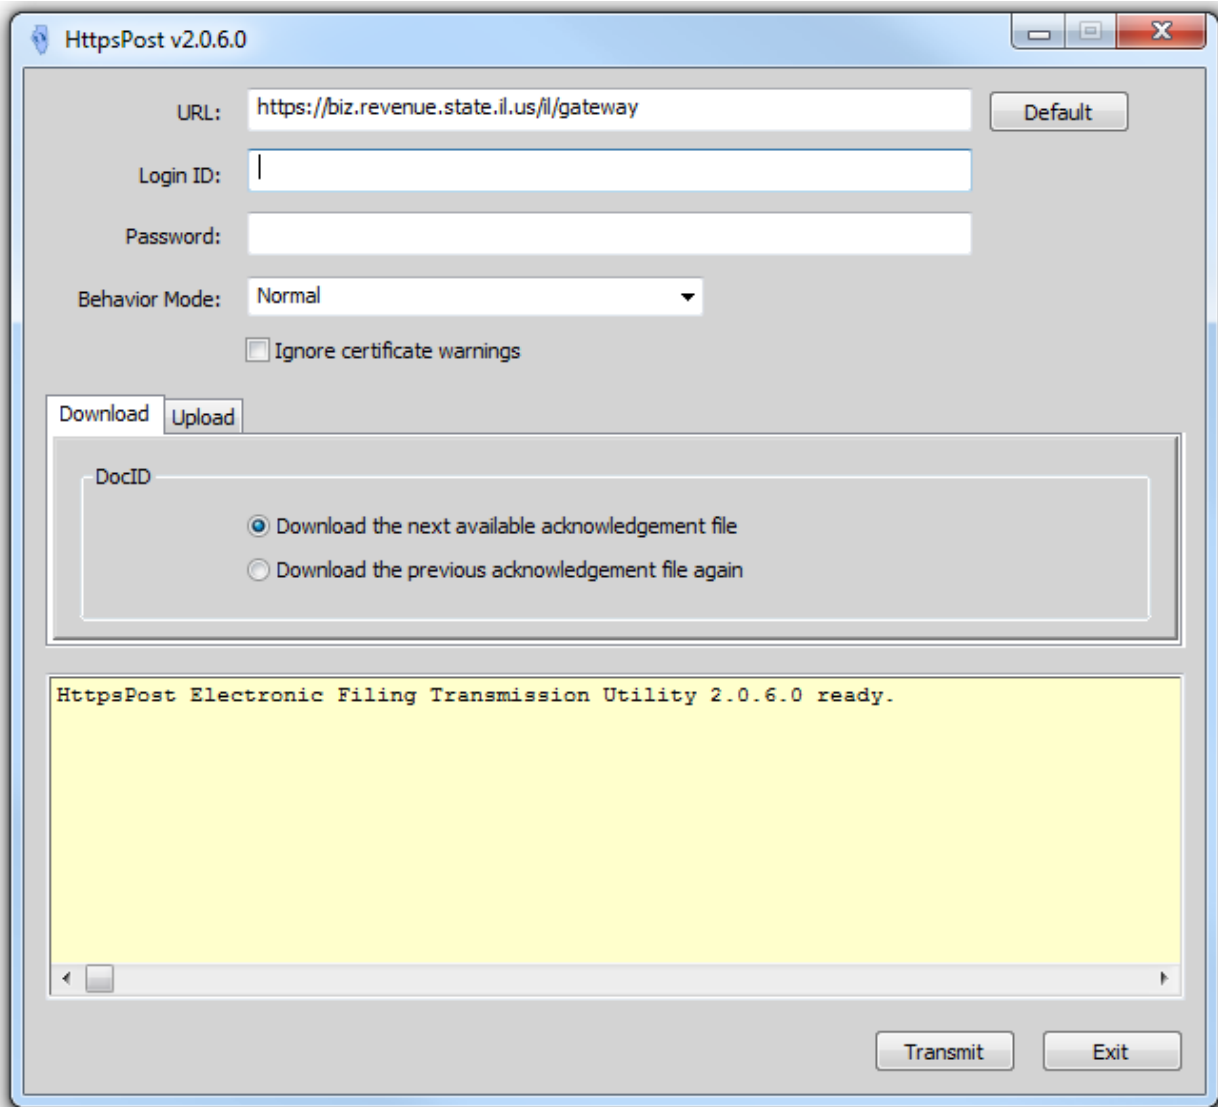 HttpsPost v2.0.6.0
URL: https://biz.revenue.state.il.us/il/gateway Default
Login ID:
Password:
Behavior Mode: Normal
Ignore certificate warnings
Download Upload
DocID
Download the next available acknowledgement file
Download the previous acknowledgement file again
HttpsPost Electronic Filing Transmission Utility 2.0.6.0 ready.
Transmit Exit